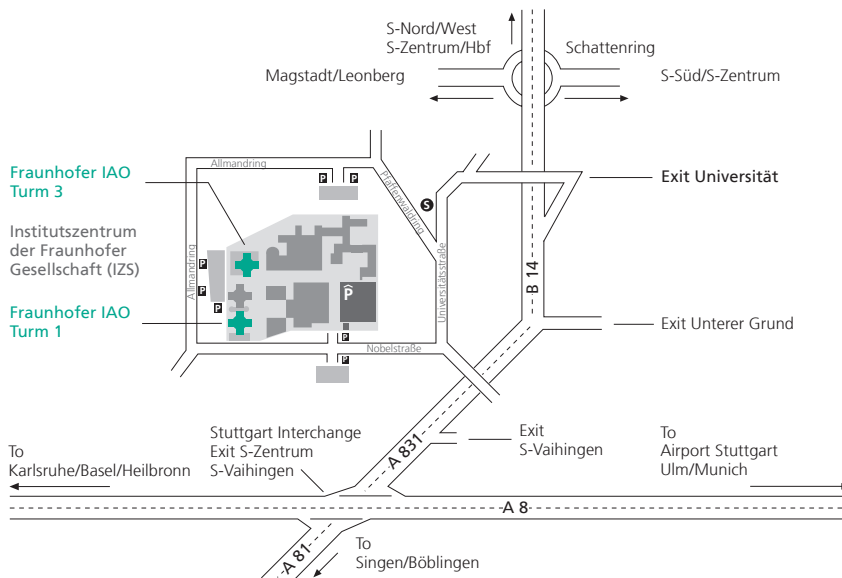 S-Nord/West
S-Zentrum/Hbf
Schattenring
Magstadt/Leonberg
S-Süd/S-Zentrum
Allmandring
P
P
Fraunhofer IAO
Turm 3
Pfaffenwaldring
Exit Universität
S
Institutszentrum
der Fraunhofer
Gesellschaft (IZS)
Allmandring
P
P
P
P
Universitätsstraße
B 14
Fraunhofer IAO
Turm 1
Exit Unterer Grund
P
Nobelstraße
P
Stuttgart Interchange
Exit S-Zentrum
S-Vaihingen
A 831
Exit
S-Vaihingen
To
Karlsruhe/Basel/Heilbronn
To
Airport Stuttgart
Ulm/Munich
A 8
A 81
To
Singen/Böblingen